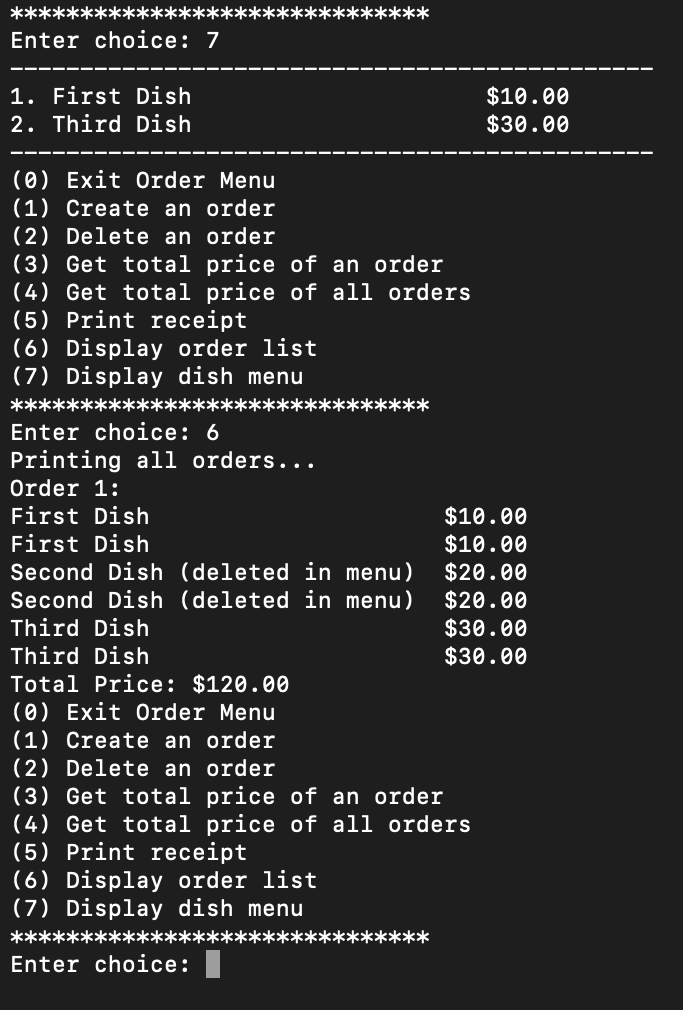 ******************************
Enter choice: 7
----------------------------------------------
1. First Dish                     $10.00
2. Third Dish                     $30.00
----------------------------------------------
(0) Exit Order Menu
(1) Create an order
(2) Delete an order
(3) Get total price of an order
(4) Get total price of all orders
(5) Print receipt
(6) Display order list
(7) Display dish menu
******************************
Enter choice: 6
Printing all orders...
Order 1:
First Dish                     $10.00
First Dish                     $10.00
Second Dish (deleted in menu)  $20.00
Second Dish (deleted in menu)  $20.00
Third Dish                     $30.00
Third Dish                     $30.00
Total Price: $120.00
(0) Exit Order Menu
(1) Create an order
(2) Delete an order
(3) Get total price of an order
(4) Get total price of all orders
(5) Print receipt
(6) Display order list
(7) Display dish menu
******************************
Enter choice: